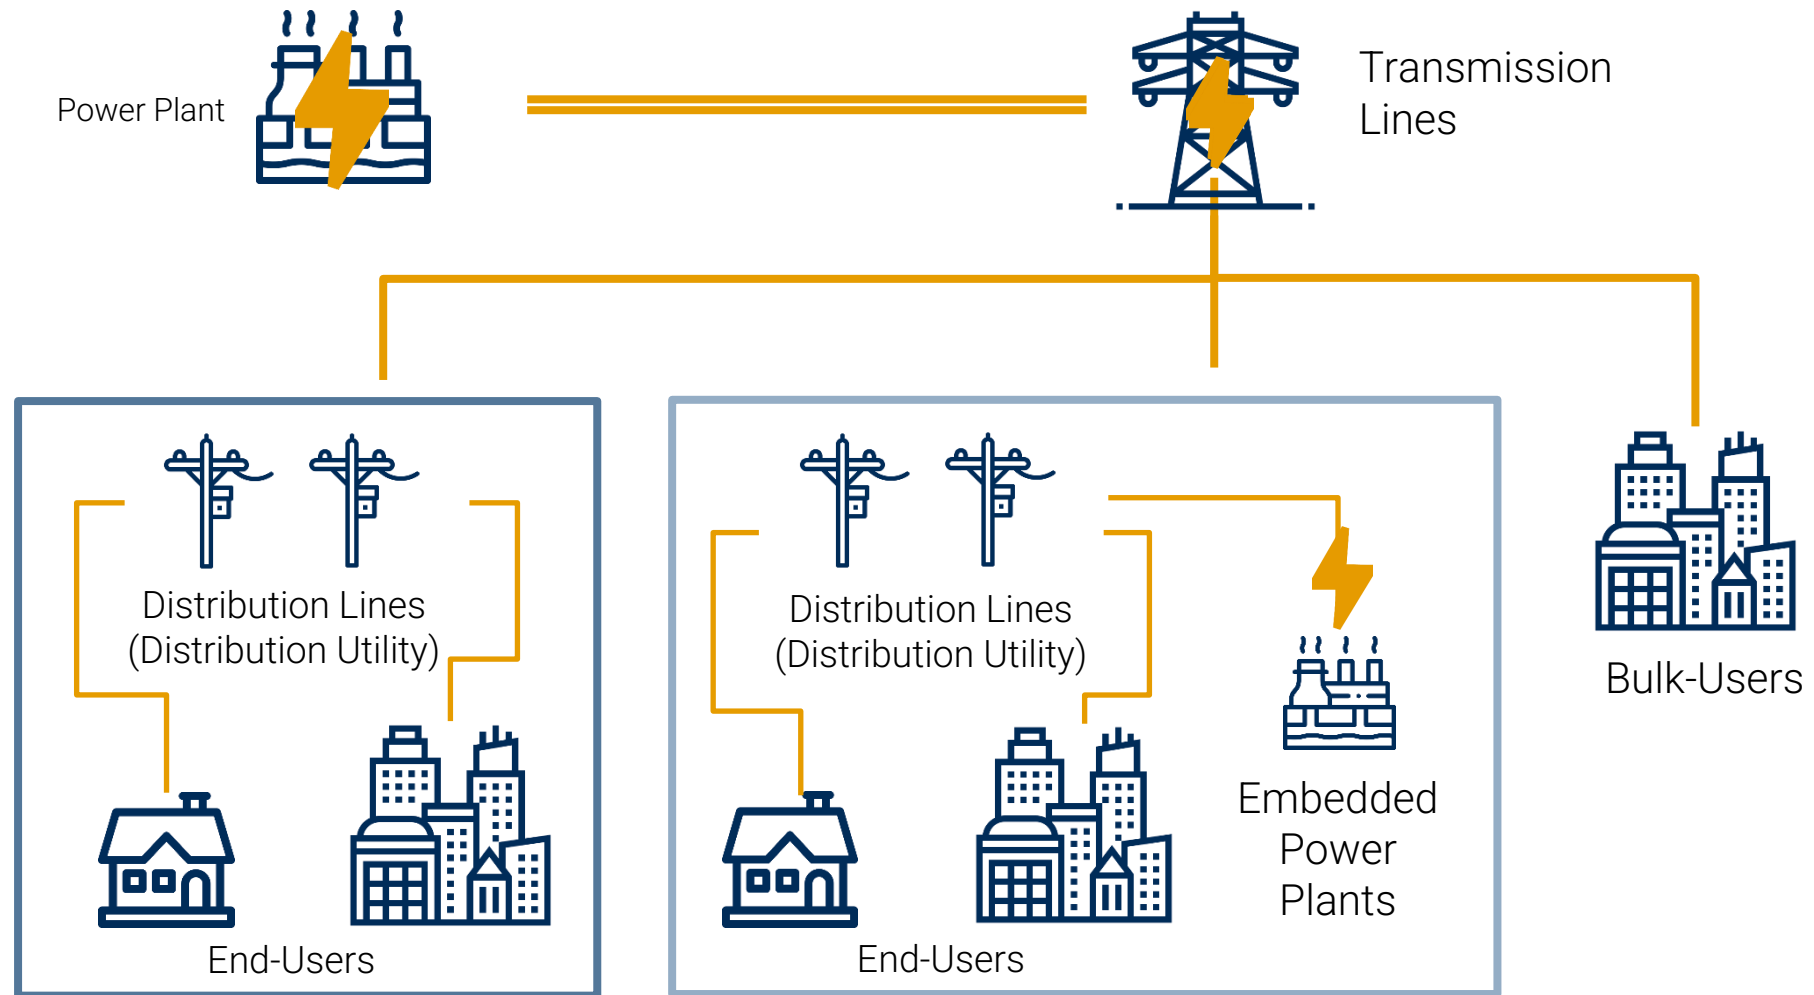 Power Plant
Transmission
Lines
Distribution Lines
(Distribution Utility)
End-Users
Distribution Lines
(Distribution Utility)
End-Users
Embedded
Power
Plants
Bulk-Users